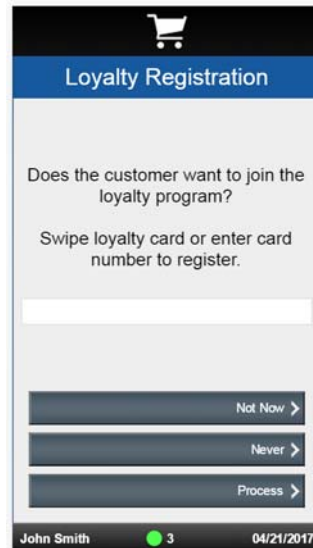 Loyalty Registration
Does the customer want to join the
loyalty program?
Swipe loyalty card or enter card
number to register.
Not Now
Never
Process
John Smith 3 04/21/2017